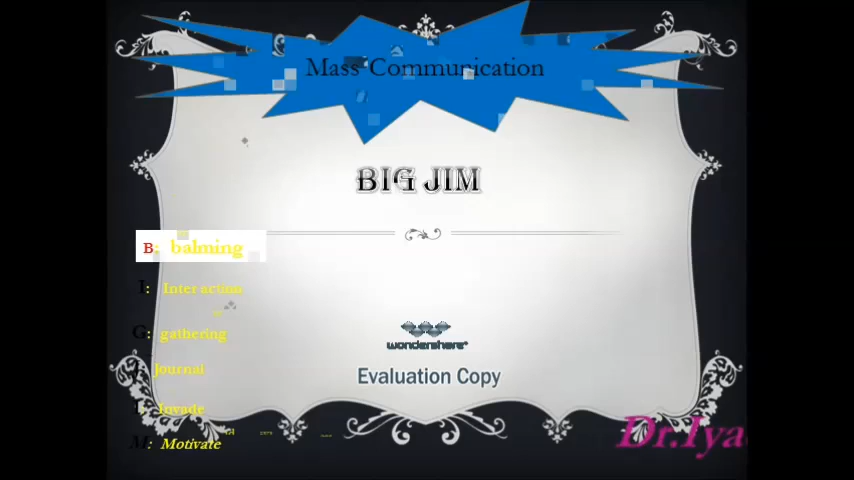 Mass Communication
BIG JIM
B: balming
I: Inter action
G: gathering
J: Journal
I: Invade
M: Motivate
wondershare
Evaluation Copy
Dr.Iya